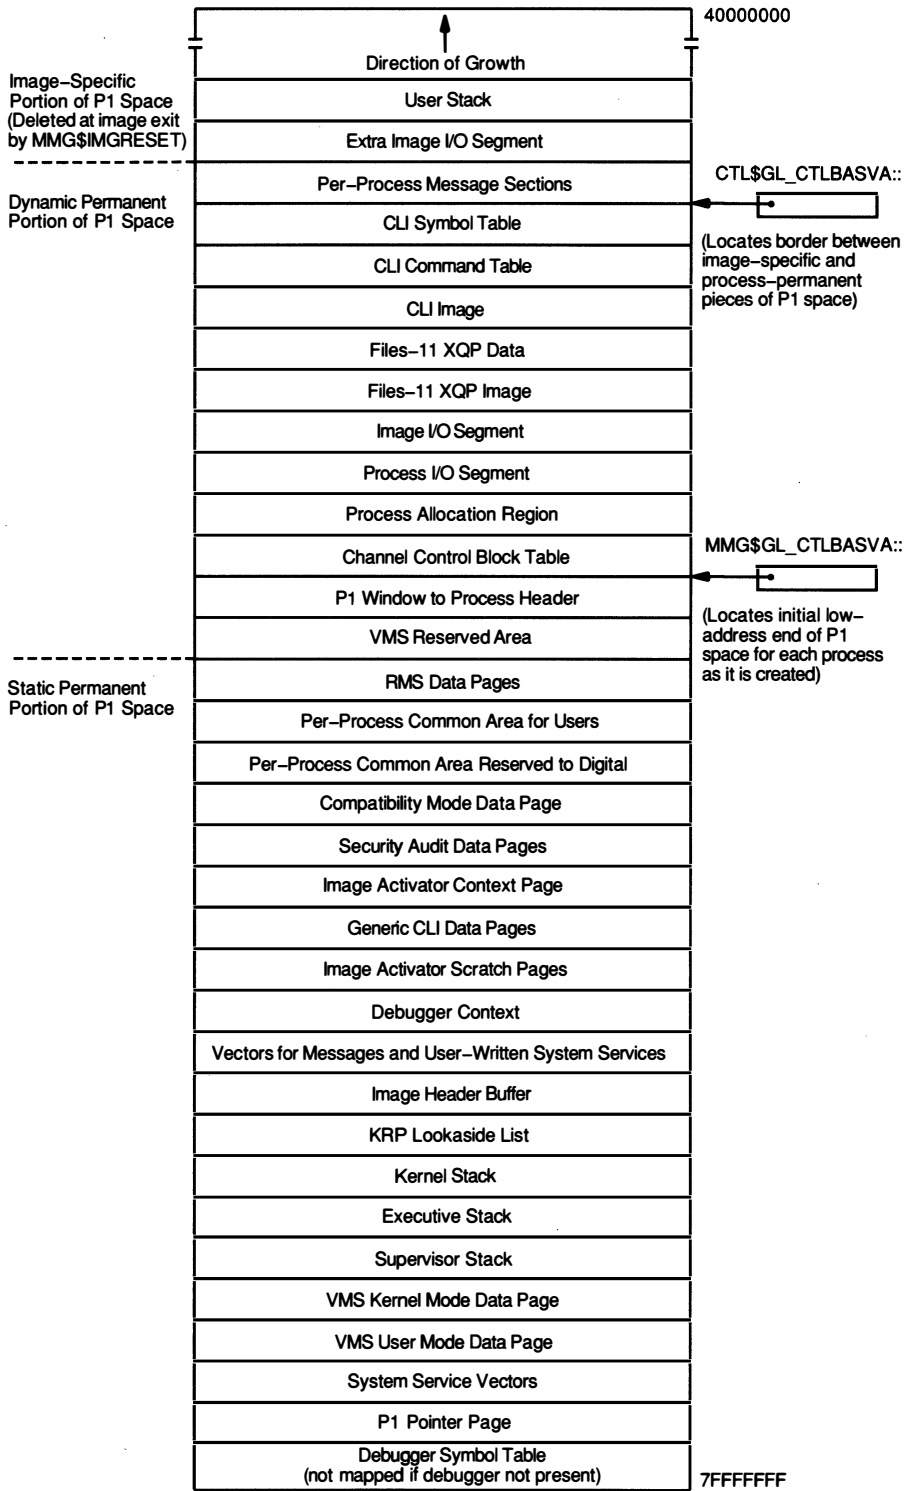 40000000
Direction of Growth
Image–Specific
Portion of P1 Space
(Deleted at image exit
by MMG$IMGRESET)
User Stack
Extra Image I/O Segment
Per–Process Message Sections
CTL$GL_CTLBASVA::
Dynamic Permanent
Portion of P1 Space
CLI Symbol Table
(Locates border between
image–specific and
process–permanent
pieces of P1 space)
CLI Command Table
CLI Image
Files–11 XQP Data
Files–11 XQP Image
Image I/O Segment
Process I/O Segment
Process Allocation Region
Channel Control Block Table
MMG$GL_CTLBASVA::
P1 Window to Process Header
(Locates initial low–
address end of P1
space for each process
as it is created)
VMS Reserved Area
Static Permanent
Portion of P1 Space
RMS Data Pages
Per–Process Common Area for Users
Per–Process Common Area Reserved to Digital
Compatibility Mode Data Page
Security Audit Data Pages
Image Activator Context Page
Generic CLI Data Pages
Image Activator Scratch Pages
Debugger Context
Vectors for Messages and User–Written System Services
Image Header Buffer
KRP Lookaside List
Kernel Stack
Executive Stack
Supervisor Stack
VMS Kernel Mode Data Page
VMS User Mode Data Page
System Service Vectors
P1 Pointer Page
Debugger Symbol Table
(not mapped if debugger not present)
7FFFFFFF